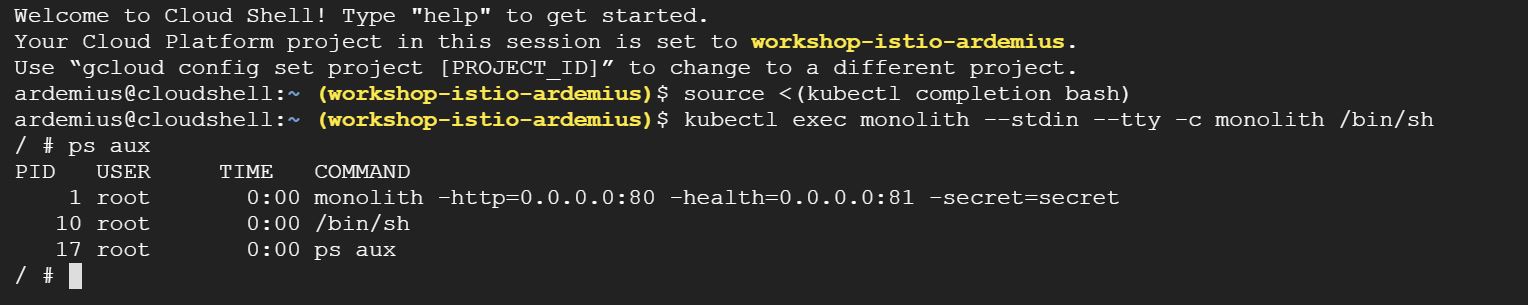 Welcome to Cloud Shell! Type "help" to get started.
Your Cloud Platform project in this session is set to workshop-istio-ardemius.
Use “gcloud config set project [PROJECT_ID]” to change to a different project.
ardemius@cloudshell:~ (workshop-istio-ardemius)$ source <(kubectl completion bash)
ardemius@cloudshell:~ (workshop-istio-ardemius)$ kubectl exec monolith --stdin --tty -c monolith /bin/sh
/ # ps aux
PID   USER     TIME   COMMAND
    1 root       0:00 monolith -http=0.0.0.0:80 -health=0.0.0.0:81 -secret=secret
   10 root       0:00 /bin/sh
   17 root       0:00 ps aux
/ #